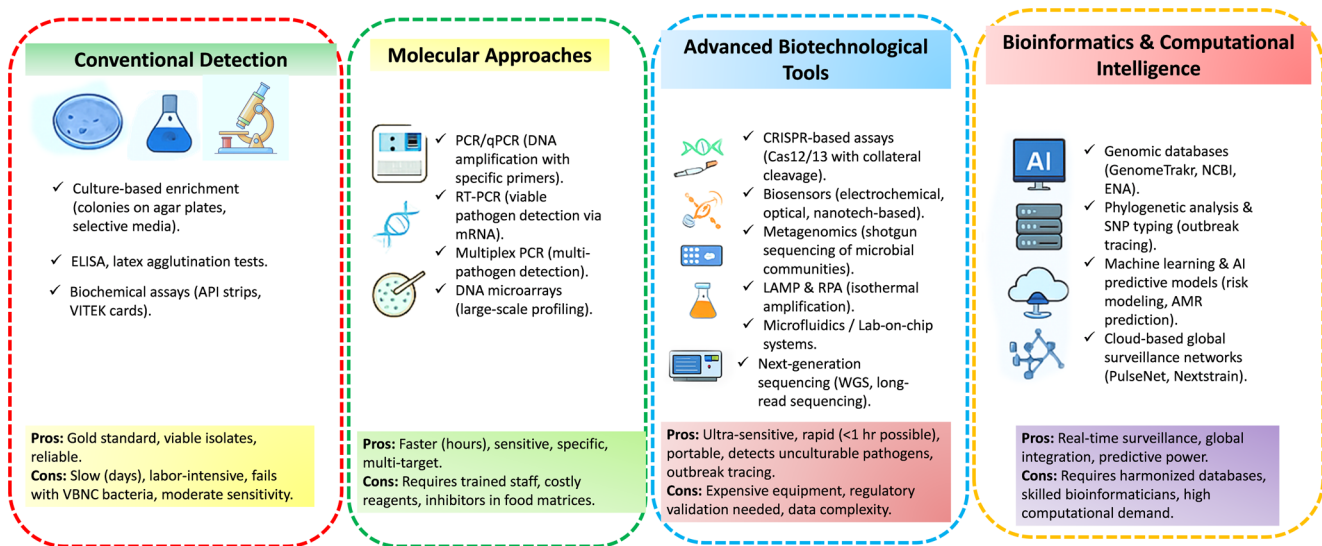 Conventional Detection
Culture-based enrichment
(colonies on agar plates,
selective media).
ELISA, latex agglutination tests.
Biochemical assays (API strips,
VITEK cards).
Pros: Gold standard, viable isolates,
reliable.
Cons: Slow (days), labor-intensive, fails
with VBNC bacteria, moderate sensitivity.
Molecular Approaches
PCR/qPCR (DNA
amplification with
specific primers).
RT-PCR (viable
pathogen detection via
mRNA).
Multiplex PCR (multi-
pathogen detection).
DNA microarrays
(large-scale profiling).
Pros: Faster (hours), sensitive, specific,
multi-target.
Cons: Requires trained staff, costly
reagents, inhibitors in food matrices.
Advanced Biotechnological
Tools
CRISPR-based assays
(Cas12/13 with collateral
cleavage).
Biosensors (electrochemical,
optical, nanotech-based).
Metagenomics (shotgun
sequencing of microbial
communities).
LAMP & RPA (isothermal
amplification).
Microfluidics / Lab-on-chip
systems.
Next-generation
sequencing (WGS, long-
read sequencing).
Pros: Ultra-sensitive, rapid (<1 hr possible),
portable, detects unculturable pathogens,
outbreak tracing.
Cons: Expensive equipment, regulatory
validation needed, data complexity.
Bioinformatics & Computational
Intelligence
AI
Genomic databases
(GenomeTrakr, NCBI,
ENA).
Phylogenetic analysis &
SNP typing (outbreak
tracing).
Machine learning & AI
predictive models (risk
modeling, AMR
prediction).
Cloud-based global
surveillance networks
(PulseNet, Nextstrain).
Pros: Real-time surveillance, global
integration, predictive power.
Cons: Requires harmonized databases,
skilled bioinformaticians, high
computational demand.